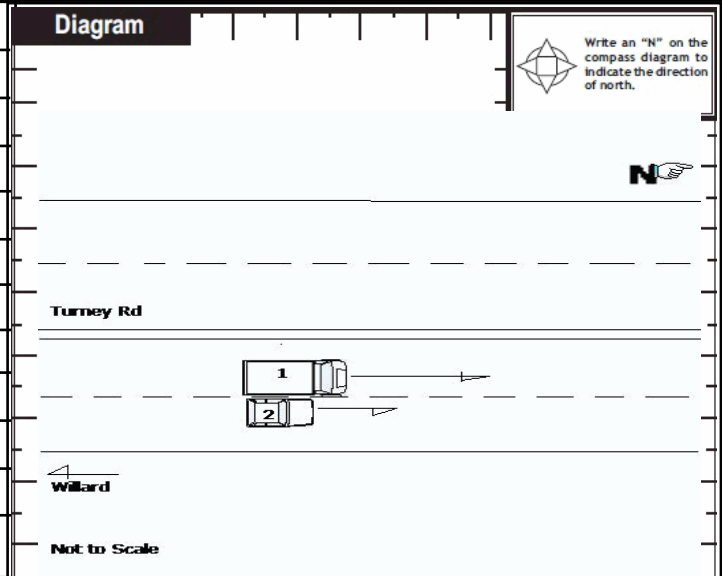 Diagram
Write an “N” on the
compass diagram to
indicate the direction
of north.
N
Turney Rd
1
2
Willard
Not to Scale